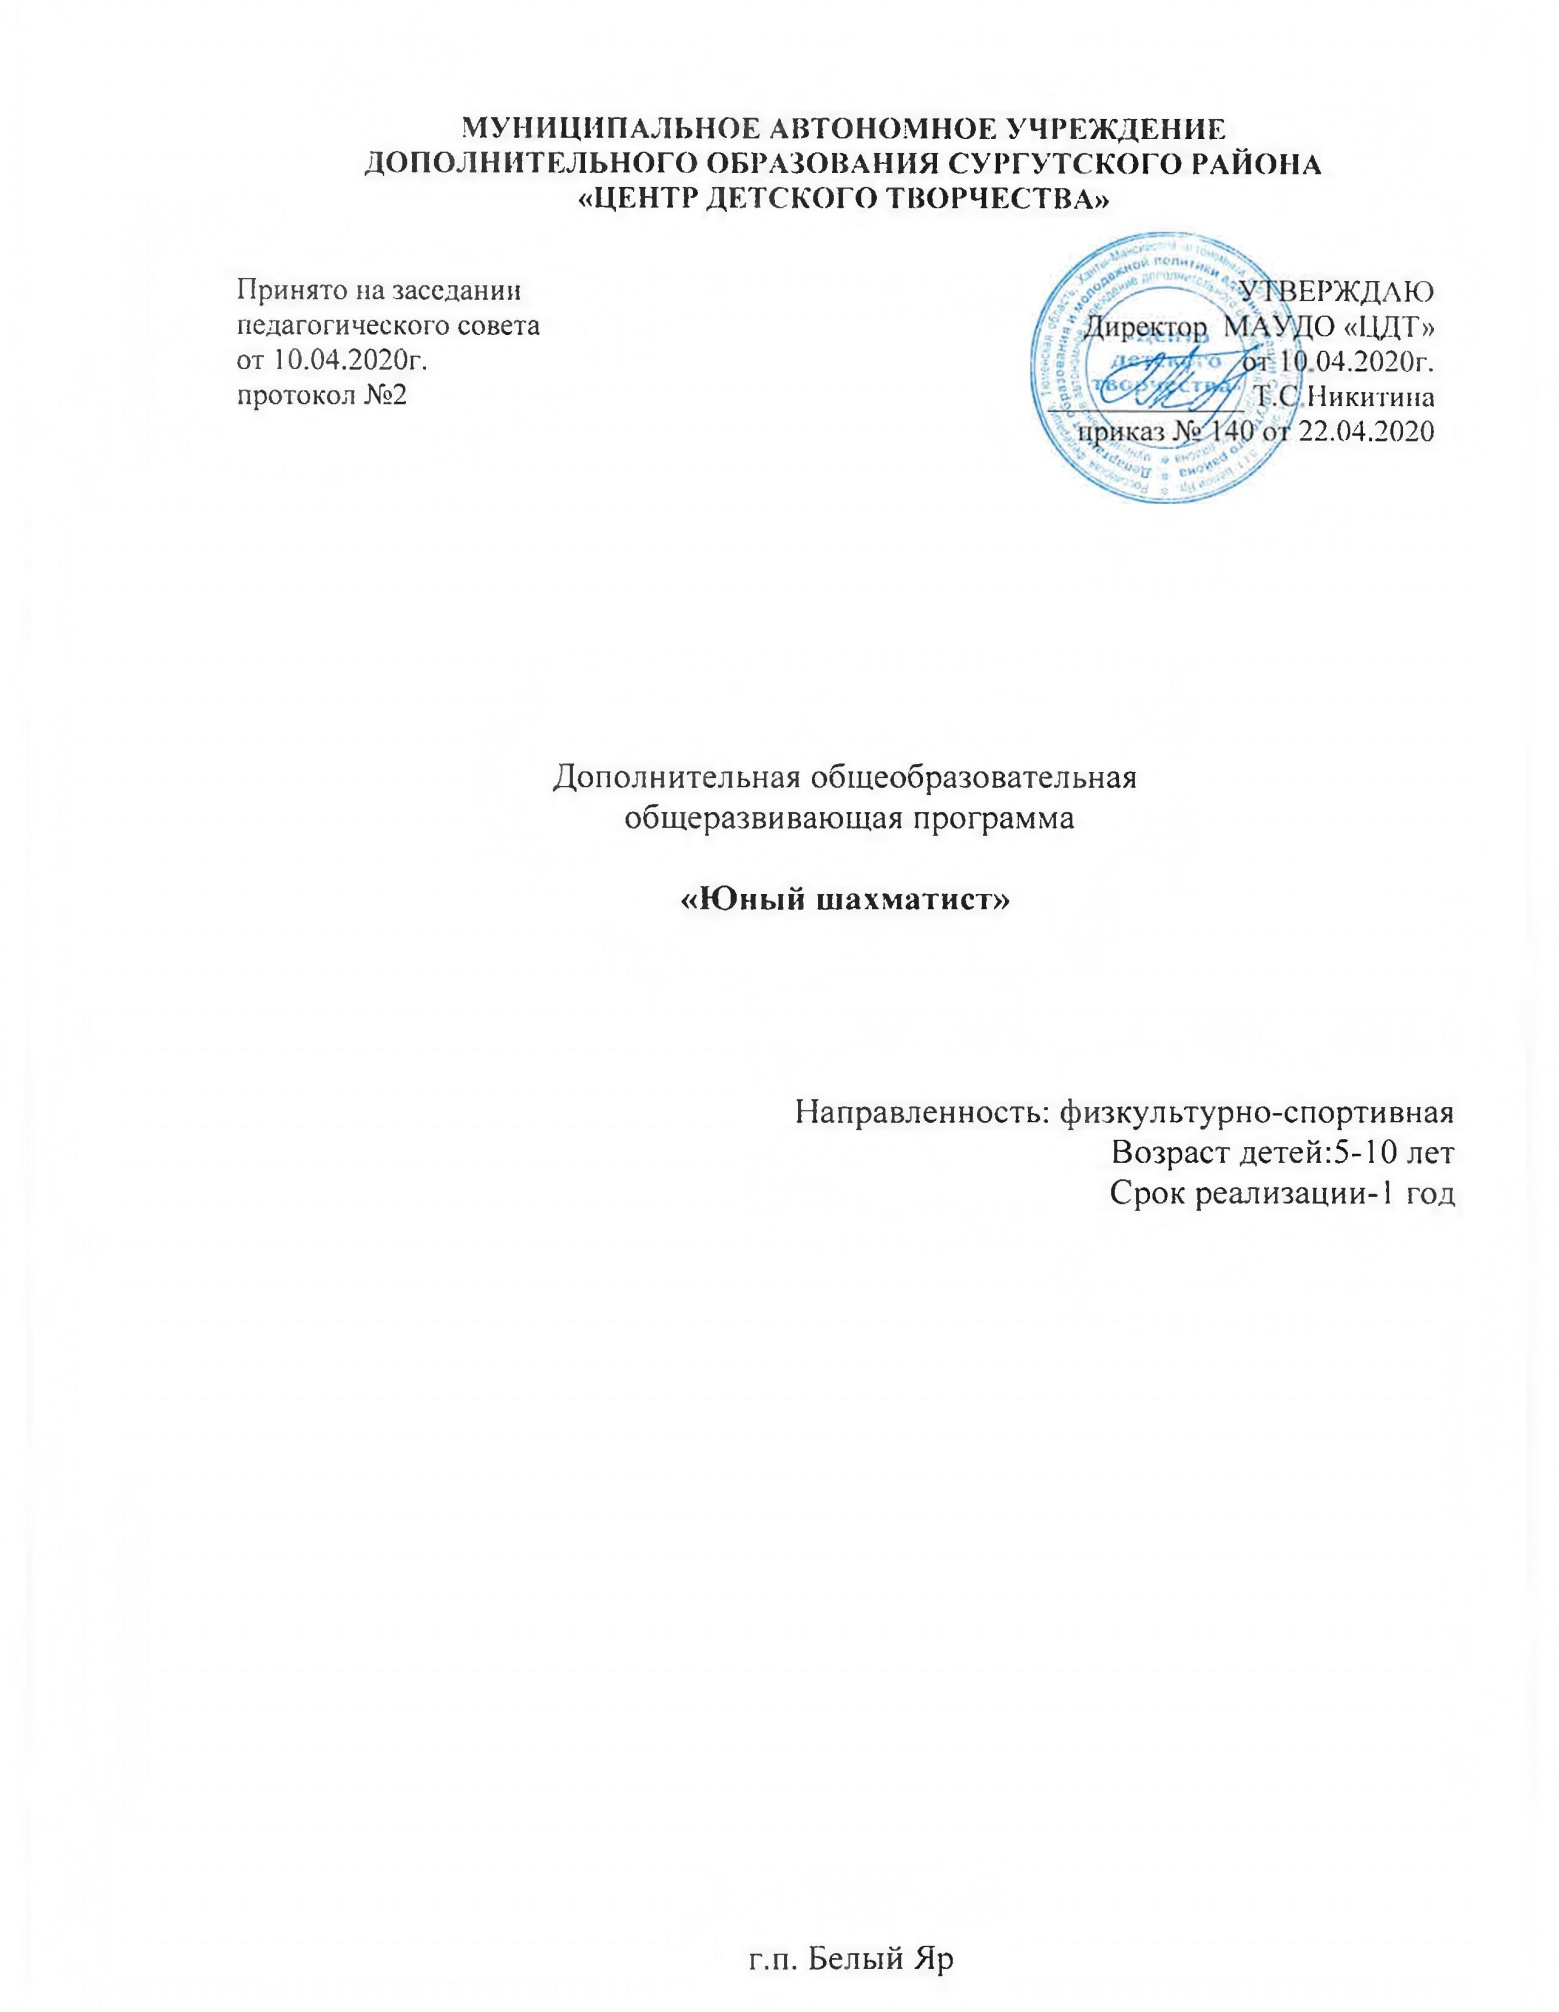 МУНИЦИПАЛЬНОЕ АВТОНОМНОЕ УЧРЕЖДЕНИЕ
ДОПОЛНИТЕЛЬНОГО ОБРАЗОВАНИЯ СУРГУТСКОГО РАЙОНА
«ЦЕНТР ДЕТСКОГО ТВОРЧЕСТВА»
Принято на заседании
педагогического совета
от 10.04.2020г.
протокол №2
УТВЕРЖДАЮ
Директор МАУДО «ЦДТ»
от 10.04.2020г.
Т.С.Никитина
приказ № 140 от 22.04.2020
Центр
детского
творчества
Дополнительная общеобразовательная
общеразвивающая программа
«Юный шахматист»
Направленность: физкультурно-спортивная
Возраст детей:5-10 лет
Срок реализации-1 год
г.п. Белый Яр